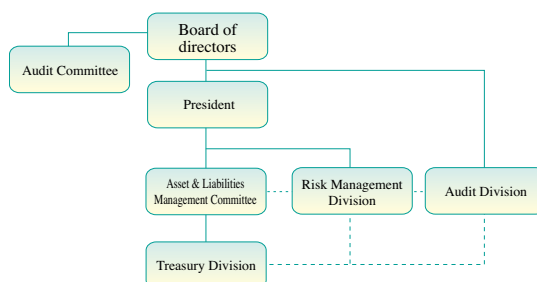 Board of
directors
Audit Committee
President
Asset & Liabilities
Management Committee
Risk Management
Division
Audit Division
Treasury Division